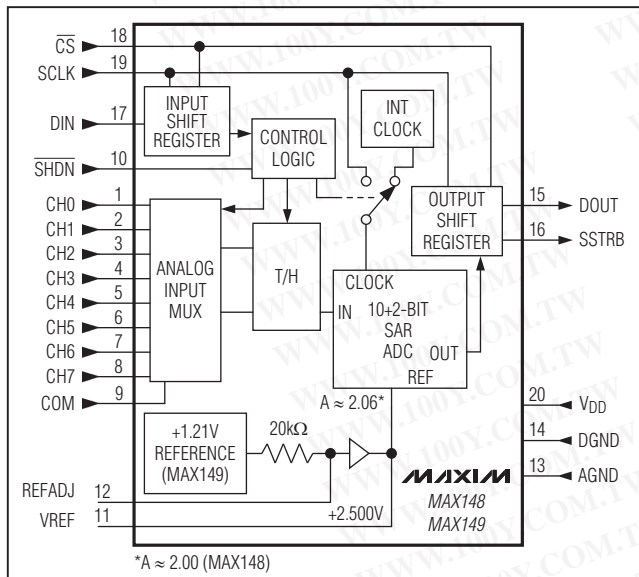 CS 18
SCLK 19
DIN 17
SHDN 10
CH0 1
CH1 2
CH2 3
CH3 4
CH4 5
CH5 6
CH6 7
CH7 8
COM 9
REFADJ 12
VREF 11
INPUT
SHIFT
REGISTER
CONTROL
LOGIC
INT
CLOCK
OUTPUT
SHIFT
REGISTER
15 DOUT
16 SSTRB
ANALOG
INPUT
MUX
T/H
CLOCK
IN 10+2-BIT
SAR
ADC OUT
REF
A ≈ 2.06*
+1.21V
REFERENCE
(MAX149)
20kΩ
+2.500V
20 VDD
14 DGND
13 AGND
MAXIM
MAX148
MAX149
*A ≈ 2.00 (MAX148)
WWW.100Y.COM.TW